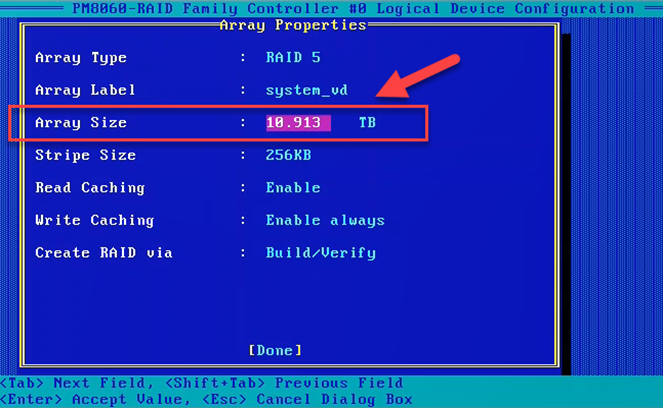 PM8060-RAID Family Controller #0 Logical Device Configuration
Array Properties
Array Type : RAID 5
Array Label : system_vd
Array Size : 10.913 TB
Stripe Size : 256KB
Read Caching : Enable
Write Caching : Enable always
Create RAID via : Build/Verify
[Done]
<Tab> Next Field, <Shift+Tab> Previous Field
<Enter> Accept Value, <Esc> Cancel Dialog Box